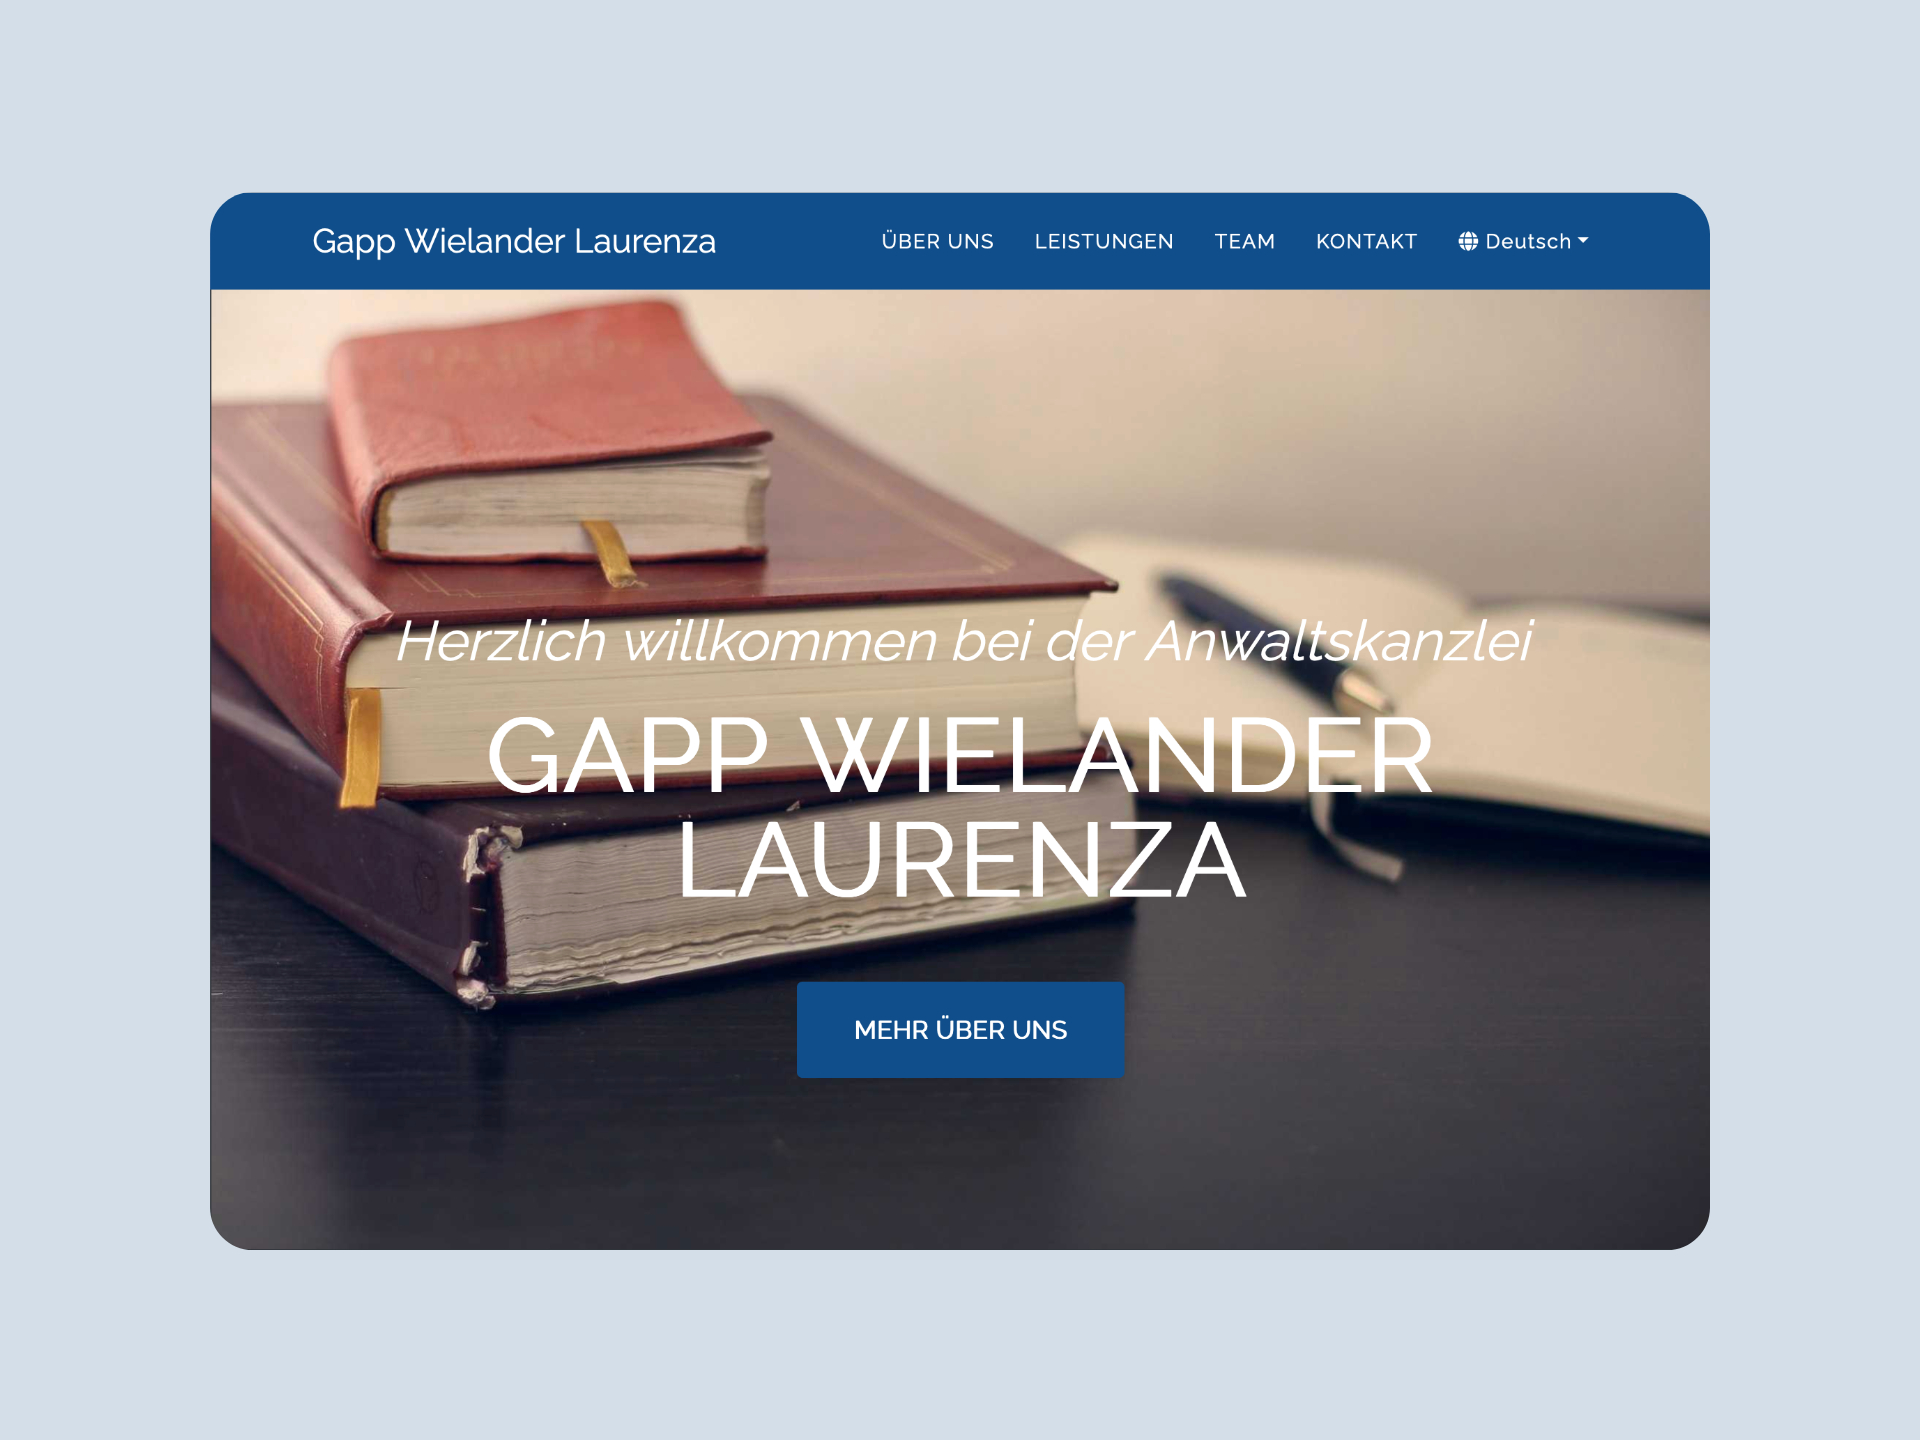 Gapp Wielander Laurenza
ÜBER UNS
LEISTUNGEN
TEAM
KONTAKT
Deutsch
Herzlich willkommen bei der Anwaltskanzlei
GAPP WIELANDER
LAURENZA
MEHR ÜBER UNS